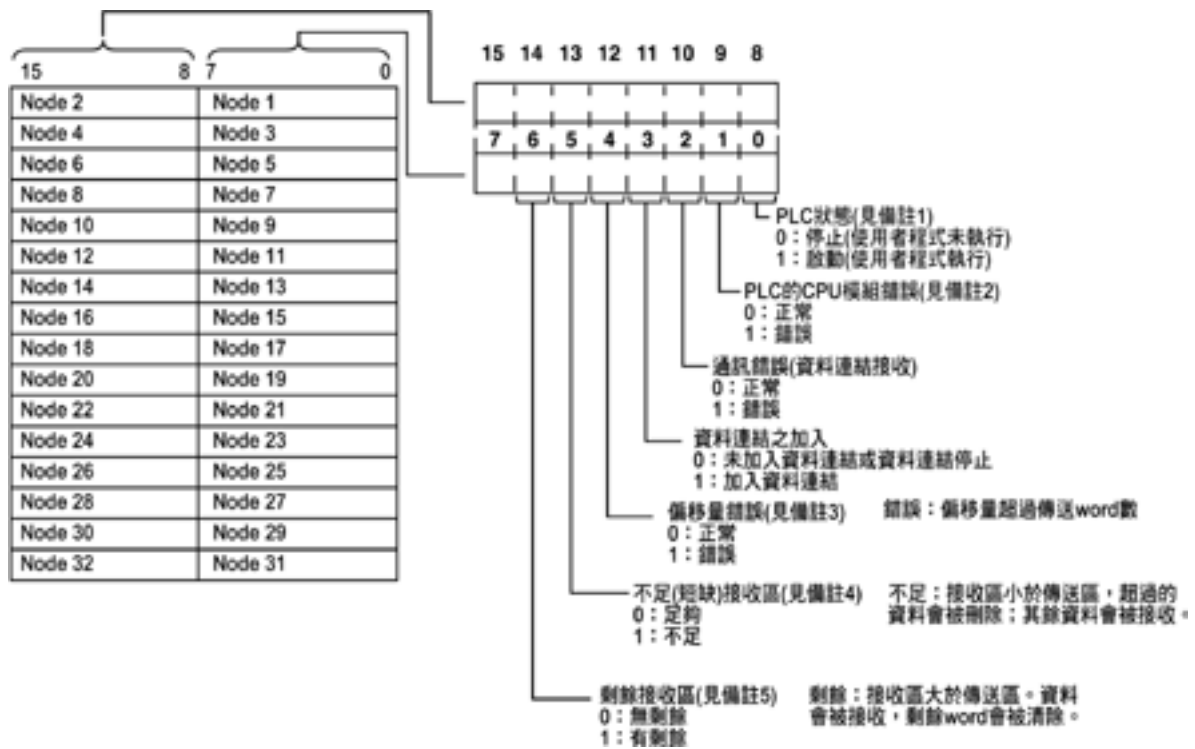 15 8 7 0
Node 2 Node 1
Node 4 Node 3
Node 6 Node 5
Node 8 Node 7
Node 10 Node 9
Node 12 Node 11
Node 14 Node 13
Node 16 Node 15
Node 18 Node 17
Node 20 Node 19
Node 22 Node 21
Node 24 Node 23
Node 26 Node 25
Node 28 Node 27
Node 30 Node 29
Node 32 Node 31
15 14 13 12 11 10 9 8
7 6 5 4 3 2 1 0
PLC狀態(見備註1)
0：停止(使用者程式未執行)
1：啟動(使用者程式執行)
PLC的CPU模組錯誤(見備註2)
0：正常
1：錯誤
通訊錯誤(資料連結接收)
0：正常
1：錯誤
資料連結之加入
0：未加入資料連結或資料連結停止
1：加入資料連結
偏移量錯誤(見備註3)
0：正常
1：錯誤
錯誤：偏移量超過傳送word數
不足(短缺)接收區(見備註4)
0：足夠
1：不足
不足：接收區小於傳送區，超過的
資料會被刪除；其餘資料會被接收。
剩餘接收區(見備註5)
0：無剩餘
1：有剩餘
剩餘：接收區大於傳送區。資料
會被接收，剩餘word會被清除。